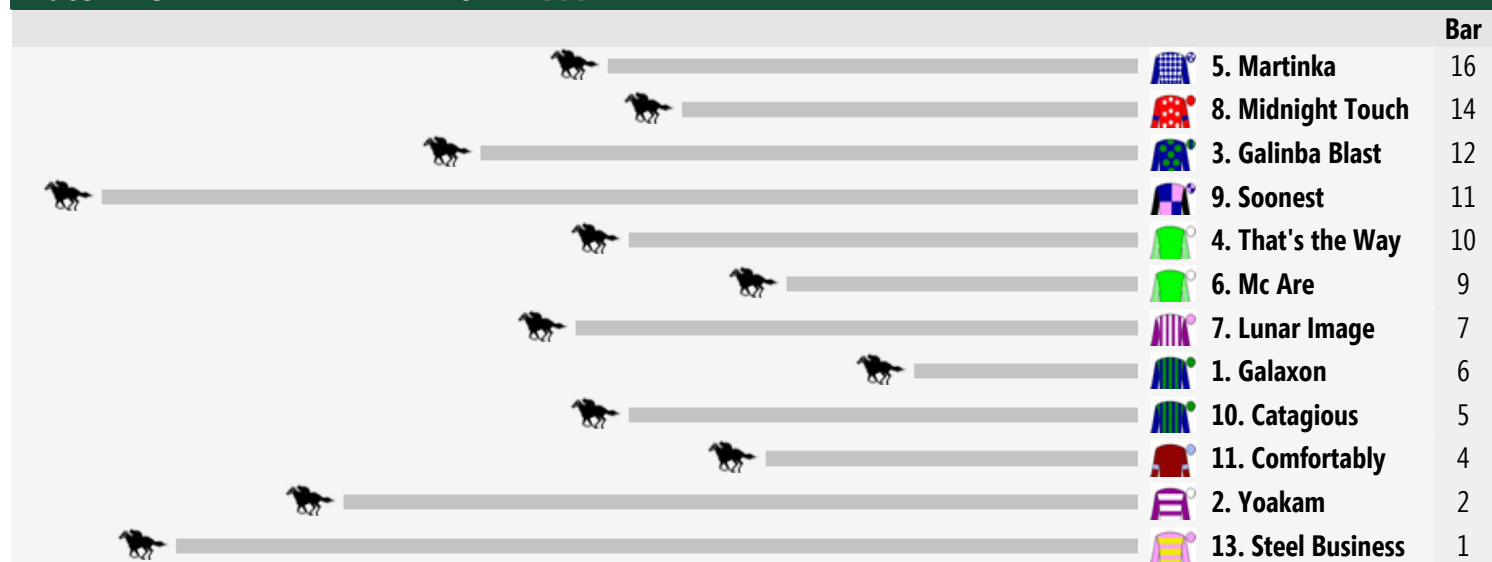 Bar
5. Martinka 16
8. Midnight Touch 14
3. Galinba Blast 12
9. Soonest 11
4. That's the Way 10
6. Mc Are 9
7. Lunar Image 7
1. Galaxon 6
10. Catagious 5
11. Comfortably 4
2. Yoakam 2
13. Steel Business 1